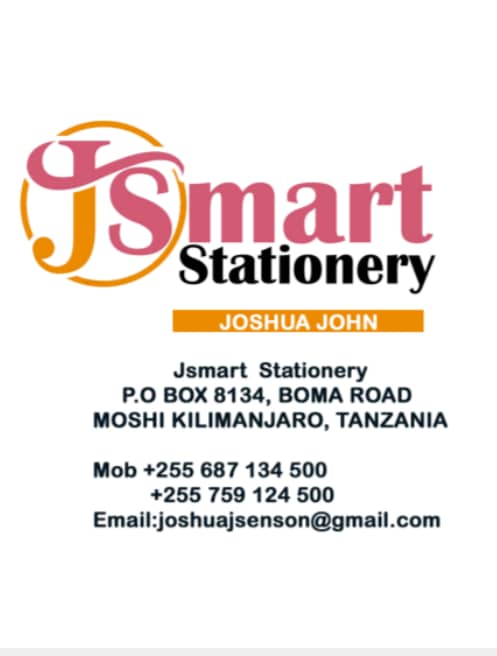 Jsmart
Stationery
JOSHUA JOHN
Jsmart Stationery
P.O BOX 8134, BOMA ROAD
MOSHI KILIMANJARO, TANZANIA
Mob +255 687 134 500
+255 759 124 500
Email:joshuajsenson@gmail.com